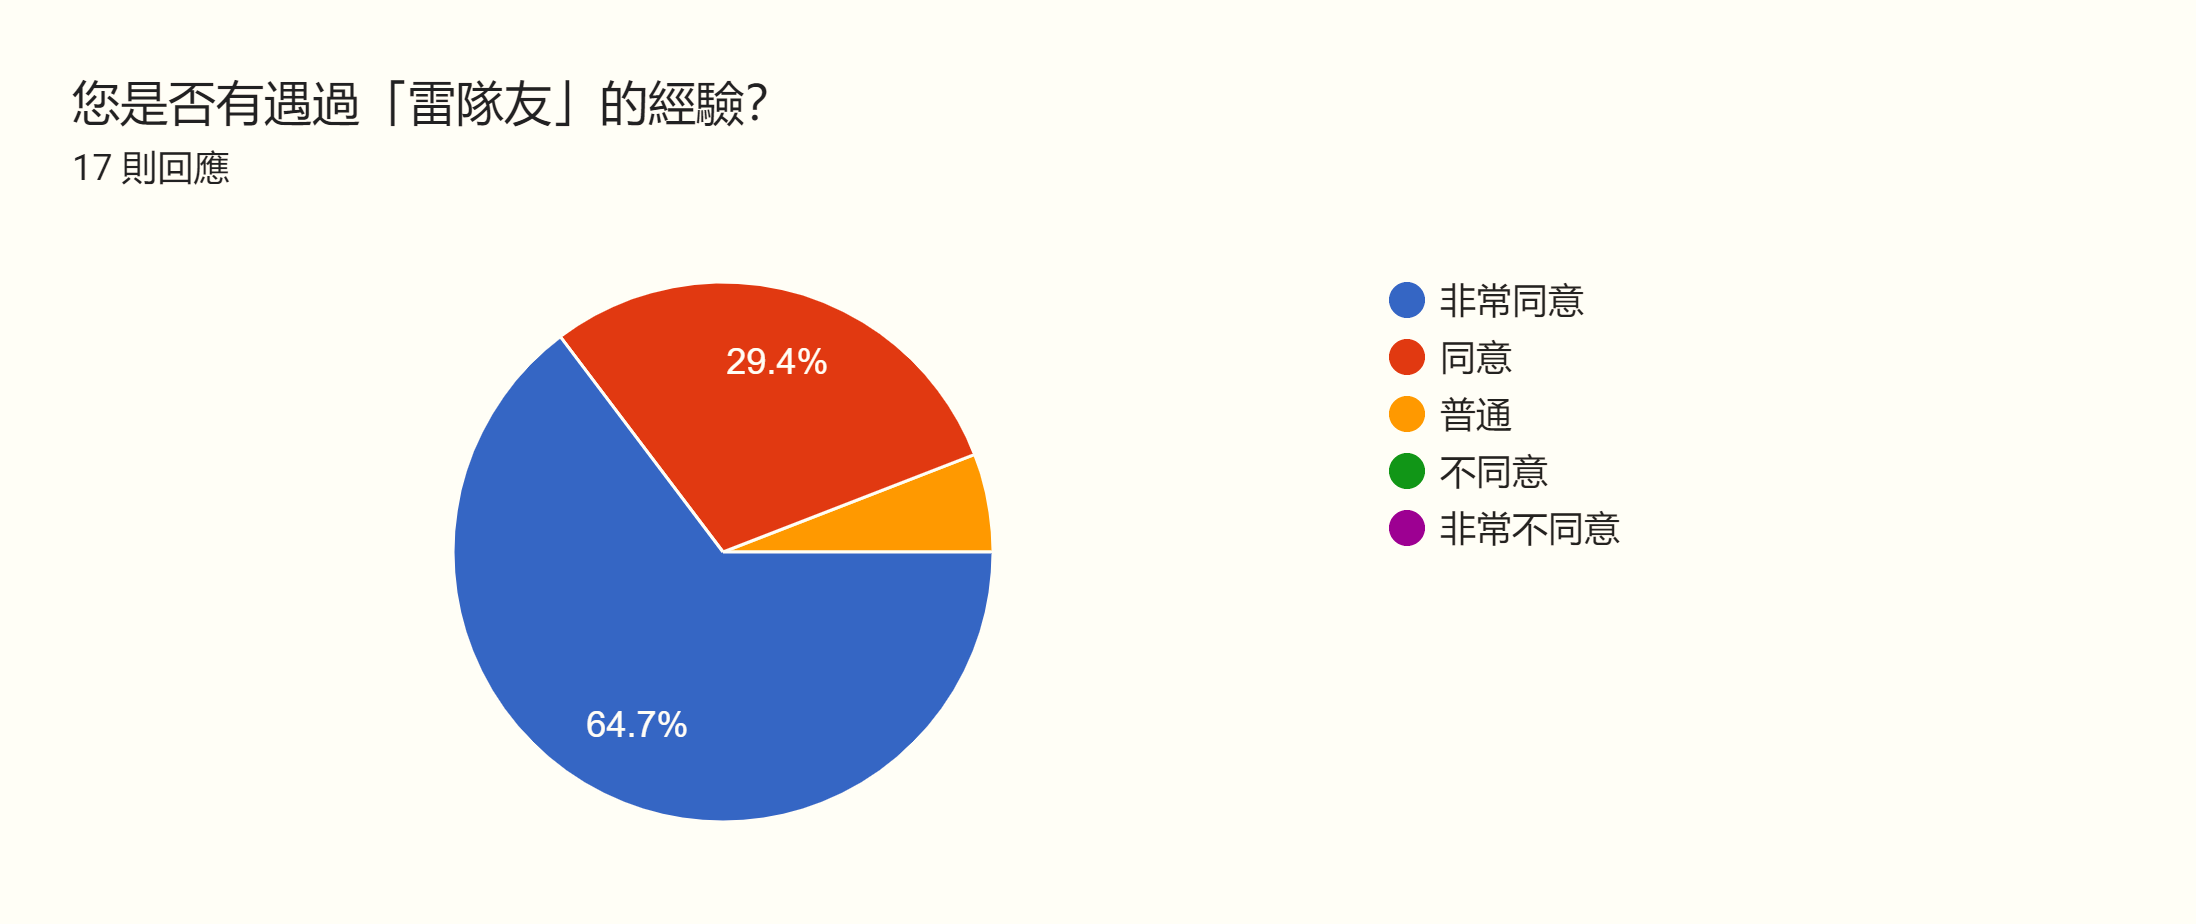 您是否有遇過「雷隊友」的經驗？
17 則回應
29.4%
64.7%
非常同意
同意
普通
不同意
非常不同意